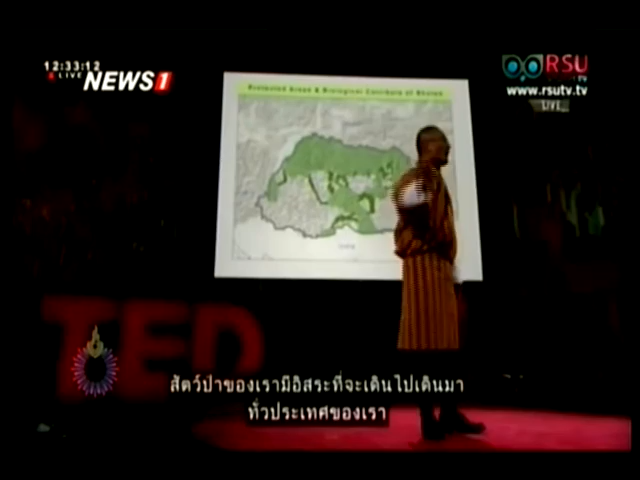 12:33:12
LIVE
NEWS1
RSU
TV
www.rsutv.tv
LIVE
Protected Areas & Biological Corridors of Bhutan
TED
สัตว์ป่าของเรามีอิสระที่จะเดินไปเดินมา
ทั่วประเทศของเรา